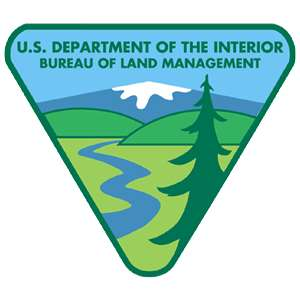 U.S. DEPARTMENT OF THE INTERIOR
BUREAU OF LAND MANAGEMENT